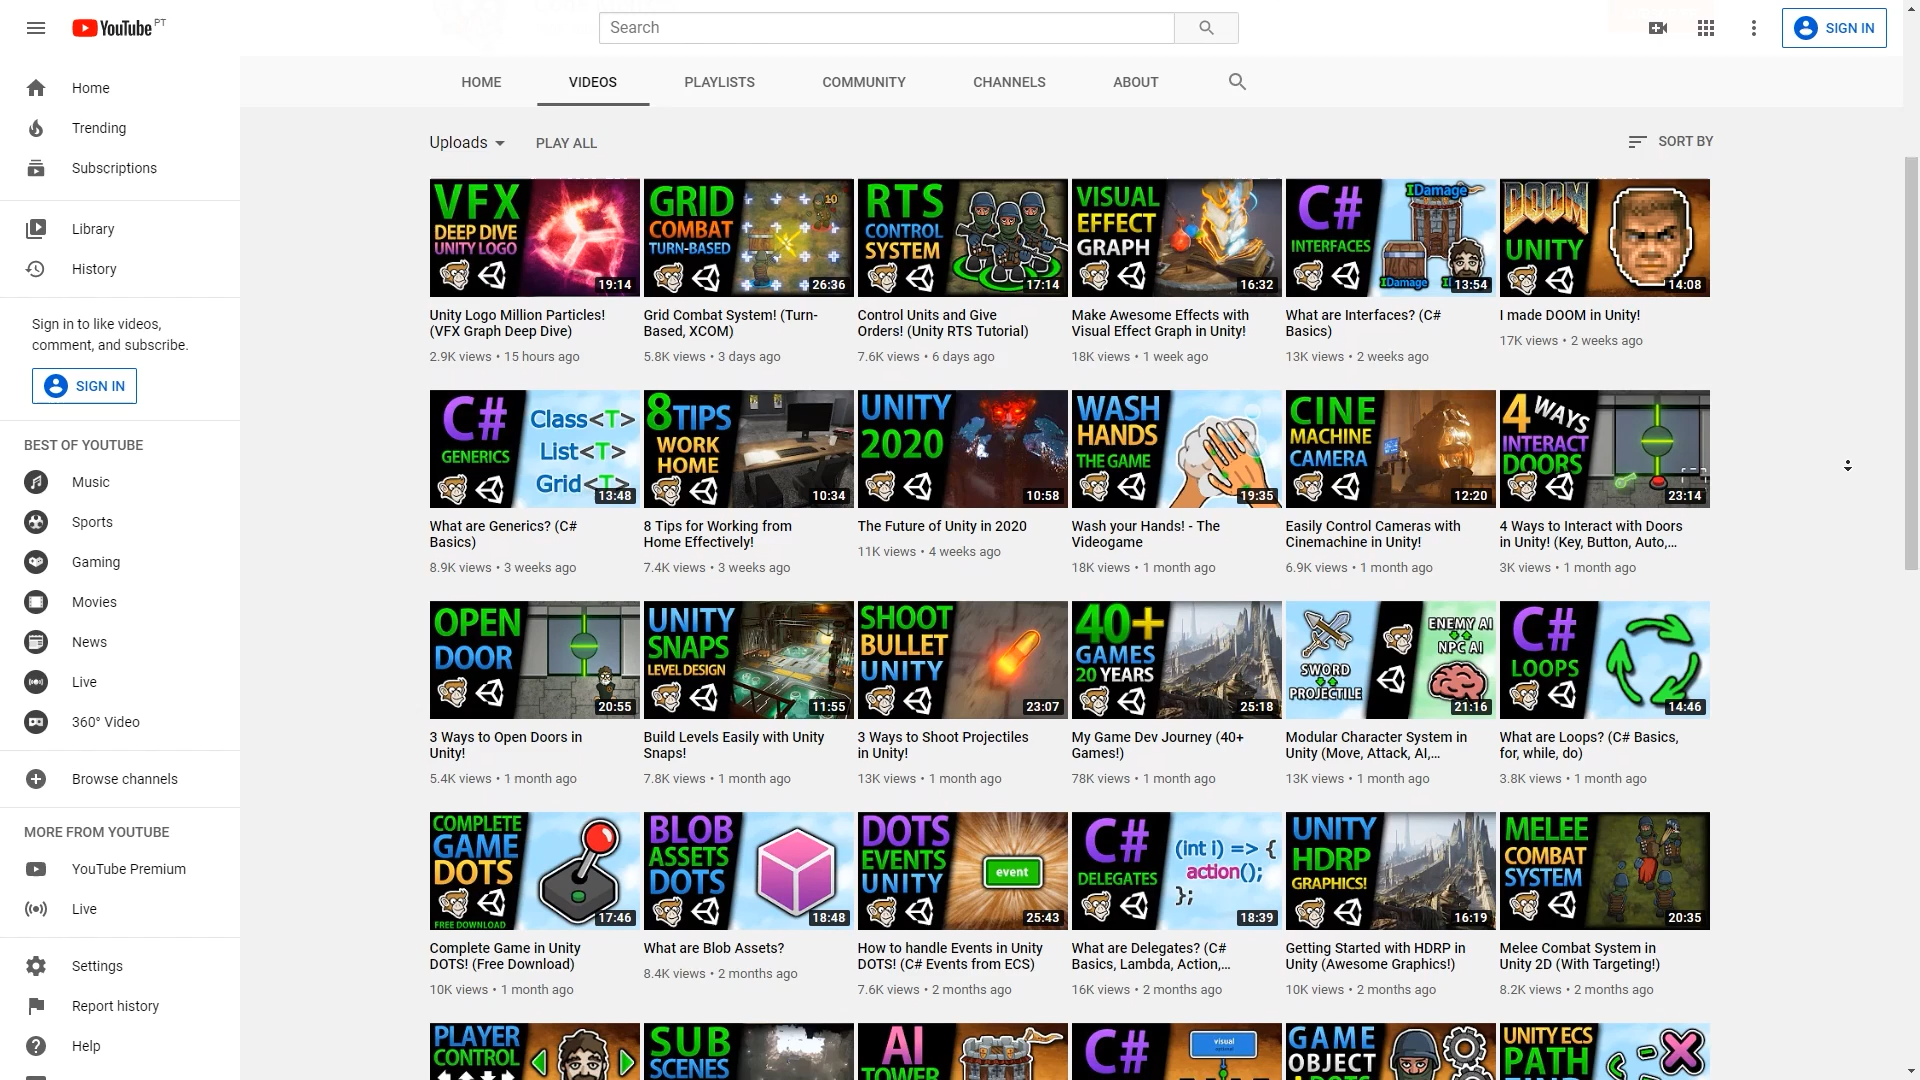 YouTube PT
Search
SIGN IN
Home
Trending
Subscriptions
Library
History
Sign in to like videos,
comment, and subscribe.
SIGN IN
BEST OF YOUTUBE
Music
Sports
Gaming
Movies
News
Live
360° Video
Browse channels
MORE FROM YOUTUBE
YouTube Premium
Live
Settings
Report history
Help
HOME
VIDEOS
PLAYLISTS
COMMUNITY
CHANNELS
ABOUT
Uploads
PLAY ALL
SORT BY
VFX
DEEP DIVE
UNITY LOGO
19:14
Unity Logo Million Particles!
(VFX Graph Deep Dive)
2.9K views • 15 hours ago
GRID
COMBAT
TURN-BASED
10
26:36
Grid Combat System! (Turn-
Based, XCOM)
5.8K views • 3 days ago
RTS
CONTROL
SYSTEM
17:14
Control Units and Give
Orders! (Unity RTS Tutorial)
7.6K views • 6 days ago
VISUAL
EFFECT
GRAPH
16:32
Make Awesome Effects with
Visual Effect Graph in Unity!
18K views • 1 week ago
C#
INTERFACES
IDamage
IDamage
13:54
What are Interfaces? (C#
Basics)
13K views • 2 weeks ago
DOOM
UNITY
14:08
I made DOOM in Unity!
17K views • 2 weeks ago
C#
GENERICS
Class<T>
List<T>
Grid<T>
13:48
What are Generics? (C#
Basics)
8.9K views • 3 weeks ago
8 TIPS
WORK
HOME
10:34
8 Tips for Working from
Home Effectively!
7.4K views • 3 weeks ago
UNITY
2020
10:58
The Future of Unity in 2020
11K views • 4 weeks ago
WASH
HANDS
THE GAME
19:35
Wash your Hands! - The
Videogame
18K views • 1 month ago
CINE
MACHINE
CAMERA
12:20
Easily Control Cameras with
Cinemachine in Unity!
6.9K views • 1 month ago
4 WAYS
INTERACT
DOORS
23:14
4 Ways to Interact with Doors
in Unity! (Key, Button, Auto,...
3K views • 1 month ago
OPEN
DOOR
20:55
3 Ways to Open Doors in
Unity!
5.4K views • 1 month ago
UNITY
SNAPS
LEVEL DESIGN
11:55
Build Levels Easily with Unity
Snaps!
7.8K views • 1 month ago
SHOOT
BULLET
UNITY
23:07
3 Ways to Shoot Projectiles
in Unity!
13K views • 1 month ago
40+
GAMES
20 YEARS
25:18
My Game Dev Journey (40+
Games!)
78K views • 1 month ago
SWORD
PROJECTILE
ENEMY AI
NPC AI
21:16
Modular Character System in
Unity (Move, Attack, AI,...
13K views • 1 month ago
C#
LOOPS
14:46
What are Loops? (C# Basics,
for, while, do)
3.8K views • 1 month ago
COMPLETE
GAME
DOTS
FREE DOWNLOAD
17:46
Complete Game in Unity
DOTS! (Free Download)
10K views • 1 month ago
BLOB
ASSETS
DOTS
18:48
What are Blob Assets?
8.4K views • 2 months ago
DOTS
EVENTS
UNITY
event
25:43
How to handle Events in Unity
DOTS! (C# Events from ECS)
7.6K views • 2 months ago
C#
DELEGATES
(int i) => {
action();
};
18:39
What are Delegates? (C#
Basics, Lambda, Action,...
16K views • 2 months ago
UNITY
HDRP
GRAPHICS!
16:19
Getting Started with HDRP in
Unity (Awesome Graphics!)
10K views • 2 months ago
MELEE
COMBAT
SYSTEM
20:35
Melee Combat System in
Unity 2D (With Targeting!)
8.2K views • 2 months ago
PLAYER
CONTROL
SUB
SCENES
AI
TOWER
C#
visual
GAME
OBJECT
UNITY ECS
PATH